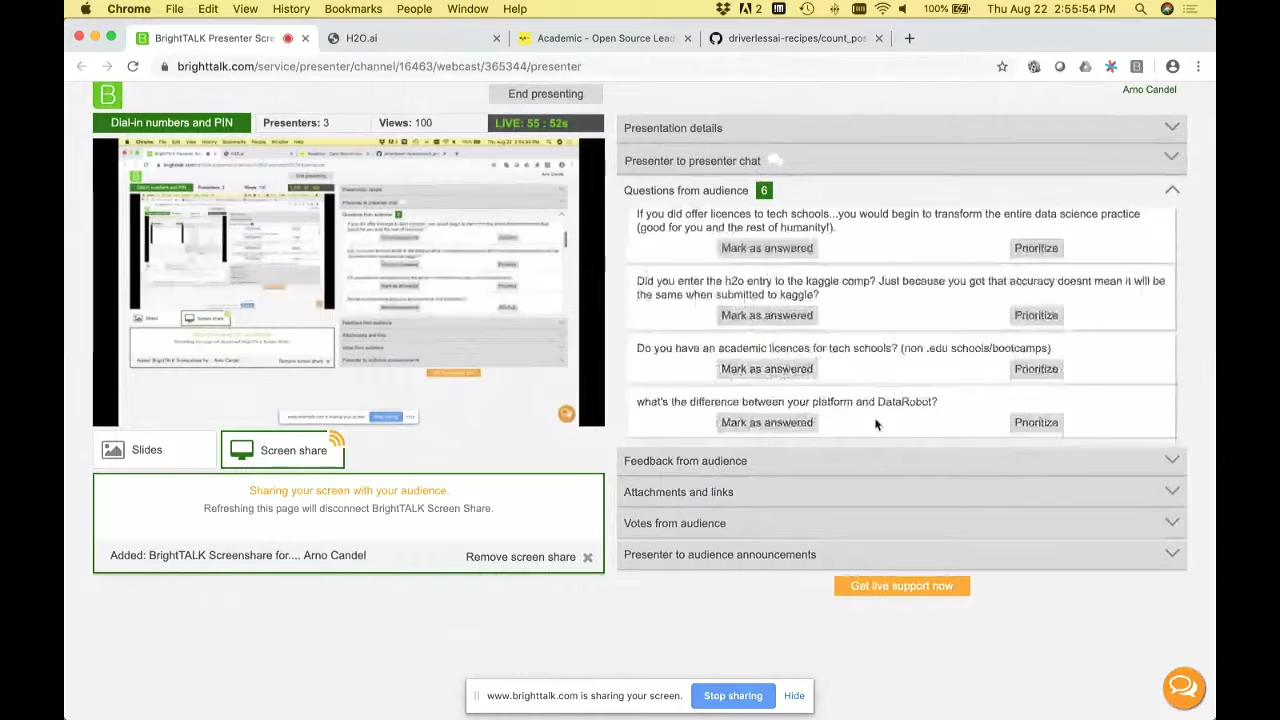 Chrome File Edit View History Bookmarks People Window Help 2 100% Thu Aug 22 2:55:54 PM
BrightTALK Presenter Scre H2O.ai Academic - Open Source Lead driverlessai-recipes/count_pos
brighttalk.com/service/presenter/channel/16463/webcast/365344/presenter
End presenting
Arno Candel
Dial-in numbers and PIN Presenters: 3 Views: 100 LIVE: 55 : 52s
Presentation details
Presenter to presenter chat
Questions from audience 6
If you did offer licences to tech schools, you would begin to transform the entire data science practice
(good for you and the rest of humanity).
Mark as answered Prioritize
Did you enter the h2o entry to the kaggle comp? Just because you got that accuracy doesnt mean it will be
the same when submitted to kaggle?
Mark as answered Prioritize
Do you offer an academic licence for tech schools? (non .edu schools/bootcamps)
Mark as answered Prioritize
what's the difference between your platform and DataRobot?
Mark as answered Prioritize
Slides Screen share
Feedback from audience
Attachments and links
Votes from audience
Presenter to audience announcements
Get live support now
Sharing your screen with your audience.
Refreshing this page will disconnect BrightTALK Screen Share.
Added: BrightTALK Screenshare for.... Arno Candel Remove screen share
www.brighttalk.com is sharing your screen. Stop sharing Hide